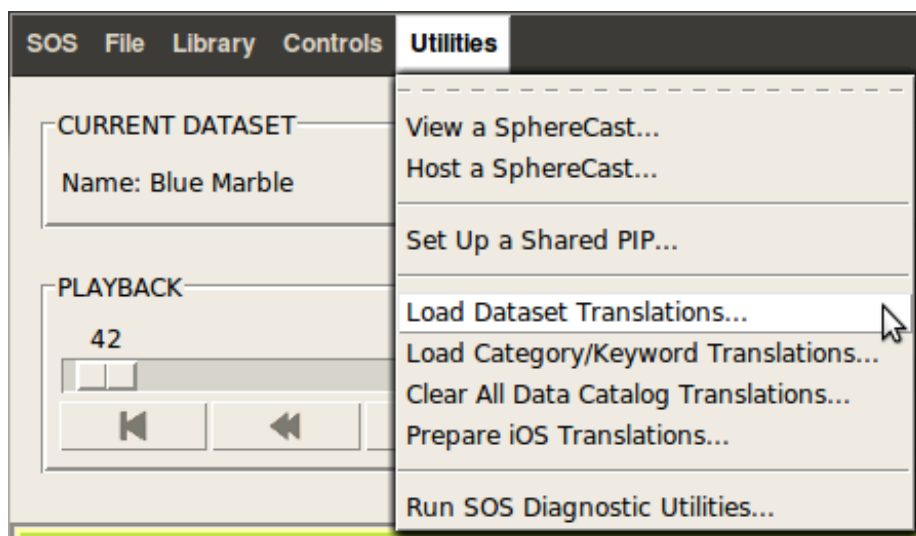 SOS File Library Controls Utilities
CURRENT DATASET
Name: Blue Marble
PLAYBACK
42
View a SphereCast...
Host a SphereCast...
Set Up a Shared PIP...
Load Dataset Translations...
Load Category/Keyword Translations...
Clear All Data Catalog Translations...
Prepare iOS Translations...
Run SOS Diagnostic Utilities...